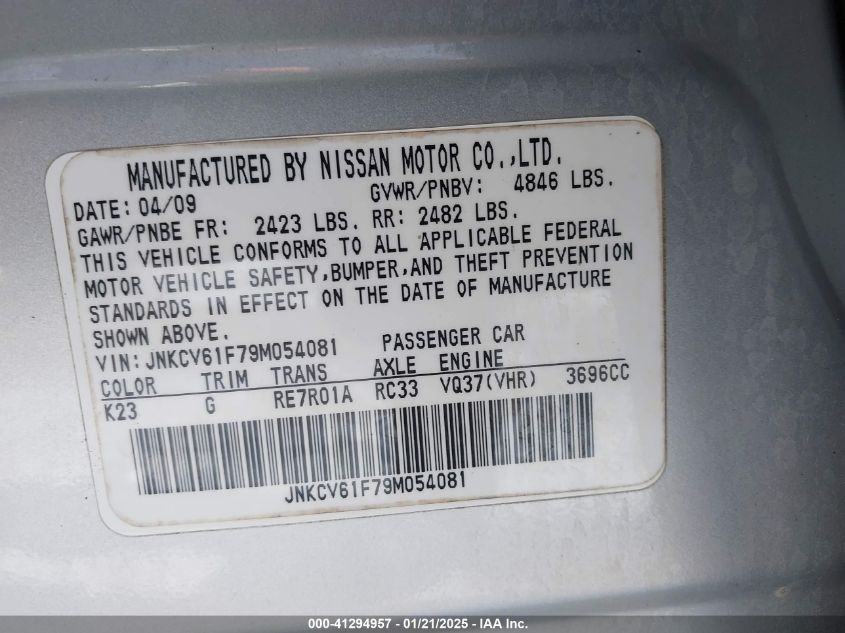 MANUFACTURED BY NISSAN MOTOR CO.,LTD.
DATE: 04/09 GVWR/PNBV: 4846 LBS.
GAWR/PNBE FR: 2423 LBS. RR: 2482 LBS.
THIS VEHICLE CONFORMS TO ALL APPLICABLE FEDERAL
MOTOR VEHICLE SAFETY,BUMPER,AND THEFT PREVENTION
STANDARDS IN EFFECT ON THE DATE OF MANUFACTURE
SHOWN ABOVE.
VIN: JNKCV61F79M054081 PASSENGER CAR
COLOR TRIM TRANS AXLE ENGINE
K23 G RE7R01A RC33 VQ37(VHR) 3696CC
JNKCV61F79M054081
000-41294957 - 01/21/2025 - IAA Inc.